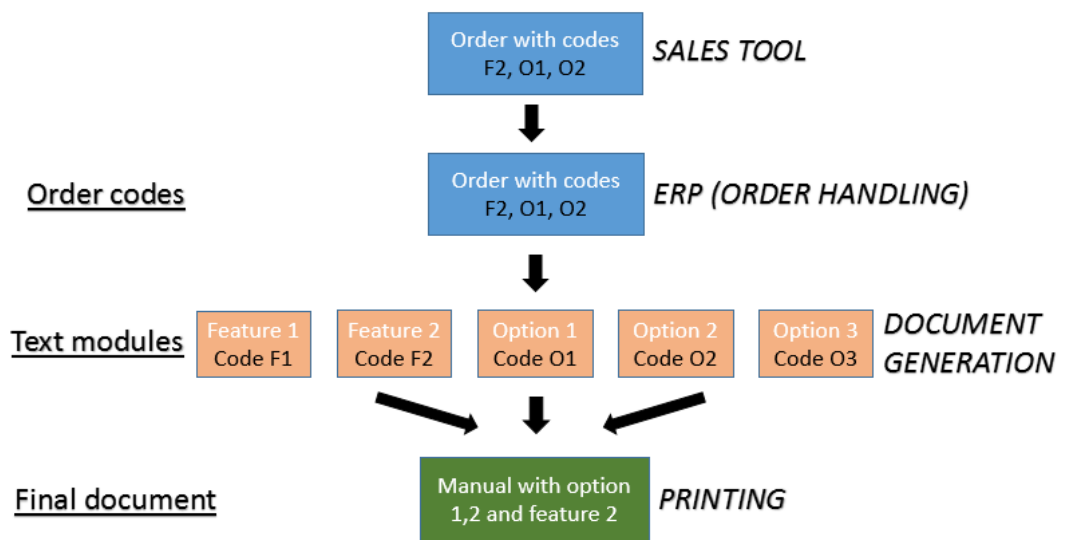 Order with codes
F2, O1, O2
SALES TOOL
Order codes
Order with codes
F2, O1, O2
ERP (ORDER HANDLING)
Text modules
Feature 1
Code F1
Feature 2
Code F2
Option 1
Code O1
Option 2
Code O2
Option 3
Code O3
DOCUMENT
GENERATION
Final document
Manual with option
1,2 and feature 2
PRINTING